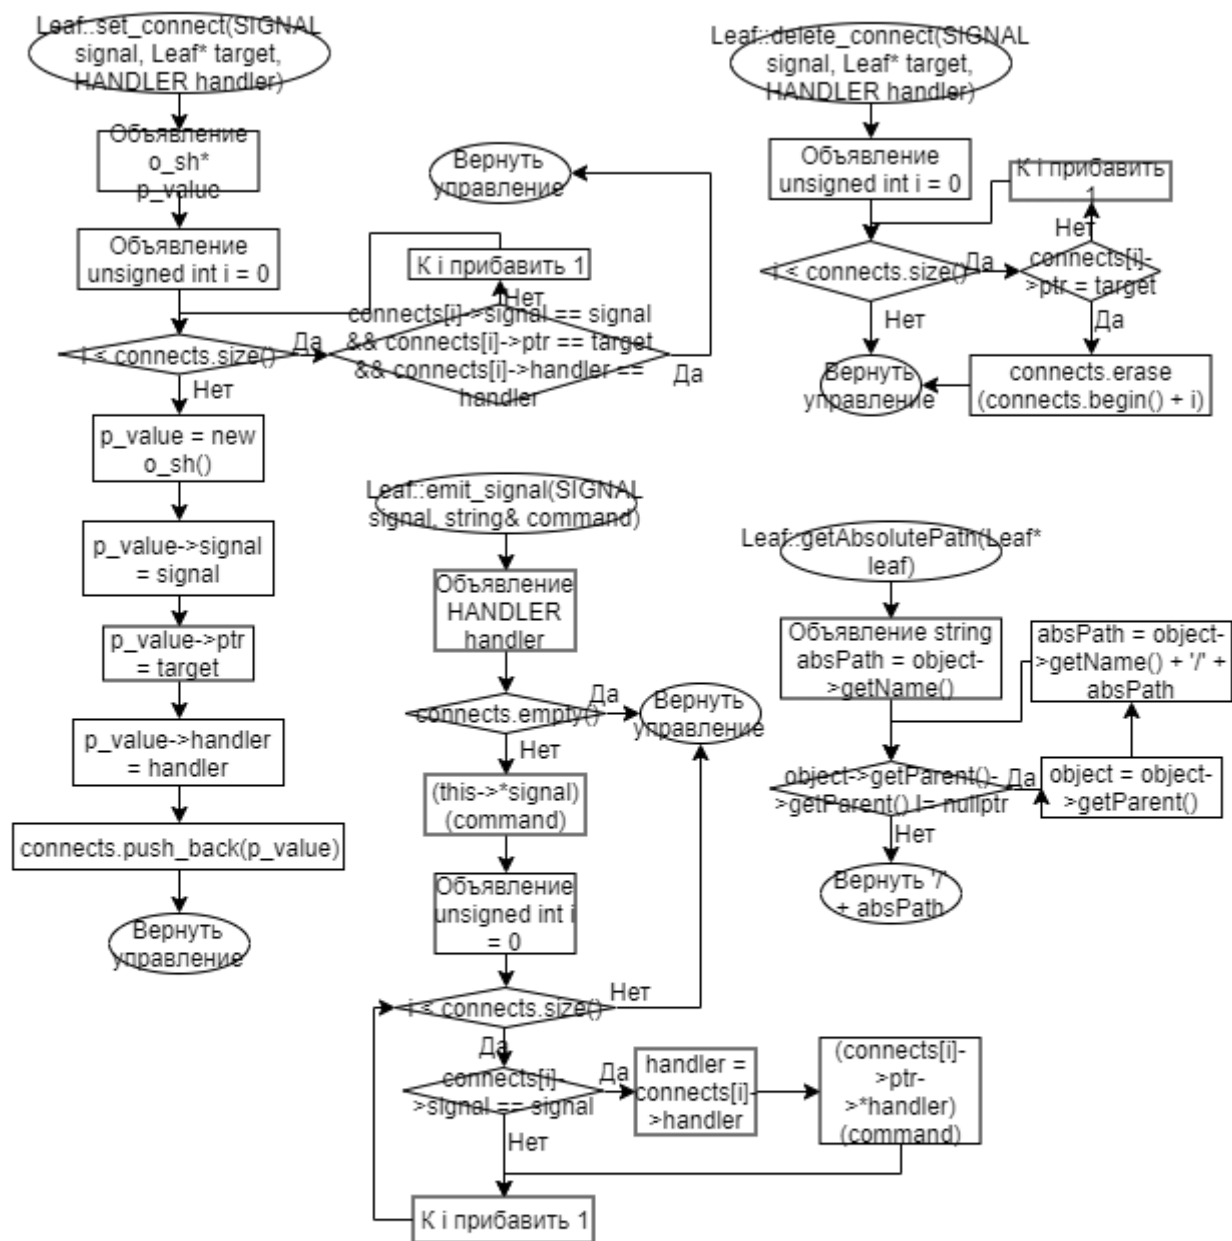 Leaf::set_connect(SIGNAL
signal, Leaf* target,
HANDLER handler)
Объявление
o_sh*
p_value
Объявление
unsigned int i = 0
i < connects.size()
Да
Нет
connects[i]->signal == signal
&& connects[i]->ptr == target
&& connects[i]->handler ==
handler
Нет
К i прибавить 1
Да
Вернуть
управление
p_value = new
o_sh()
p_value->signal
= signal
p_value->ptr
= target
p_value->handler
= handler
connects.push_back(p_value)
Вернуть
управление
Leaf::delete_connect(SIGNAL
signal, Leaf* target,
HANDLER handler)
Объявление
unsigned int i = 0
К i прибавить
1
Нет
i < connects.size()
Да
connects[i]-
>ptr = target
Нет
Да
Вернуть
управление
connects.erase
(connects.begin() + i)
Leaf::emit_signal(SIGNAL
signal, string& command)
Объявление
HANDLER
handler
connects.empty()
Да
Вернуть
управление
Нет
(this->*signal)
(command)
Объявление
unsigned int i
= 0
i < connects.size()
Нет
Да
connects[i]-
>signal == signal
Да
handler =
connects[i]-
>handler
(connects[i]-
>ptr-
>*handler)
(command)
Нет
К i прибавить 1
Leaf::getAbsolutePath(Leaf*
leaf)
Объявление string
absPath = object-
>getName()
absPath = object-
>getName() + '/' +
absPath
object->getParent()-
>getParent() != nullptr
Да
object = object-
>getParent()
Нет
Вернуть '/'
+ absPath